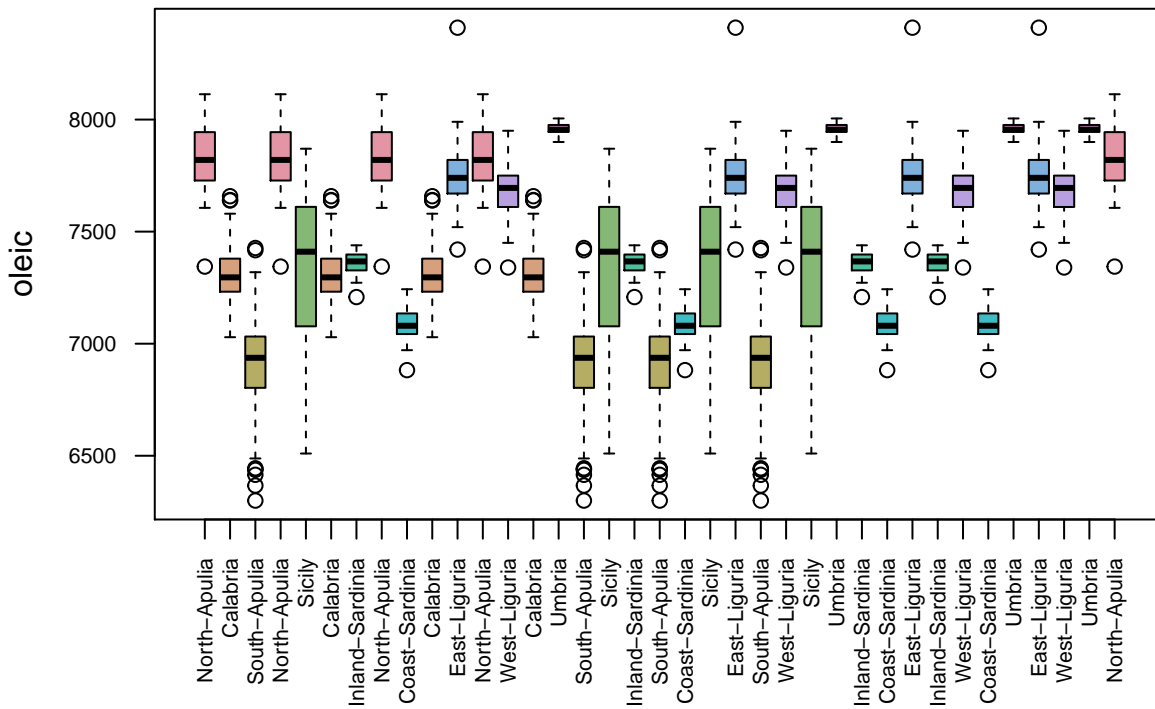 oleic
8000
7500
7000
6500
North−Apulia
Calabria
South−Apulia
North−Apulia
Sicily
Calabria
Inland−Sardinia
North−Apulia
Coast−Sardinia
Calabria
East−Liguria
North−Apulia
West−Liguria
Calabria
Umbria
South−Apulia
Sicily
Inland−Sardinia
South−Apulia
Coast−Sardinia
Sicily
East−Liguria
South−Apulia
West−Liguria
Sicily
Umbria
Inland−Sardinia
Coast−Sardinia
East−Liguria
Inland−Sardinia
West−Liguria
Coast−Sardinia
Umbria
East−Liguria
West−Liguria
Umbria
North−Apulia